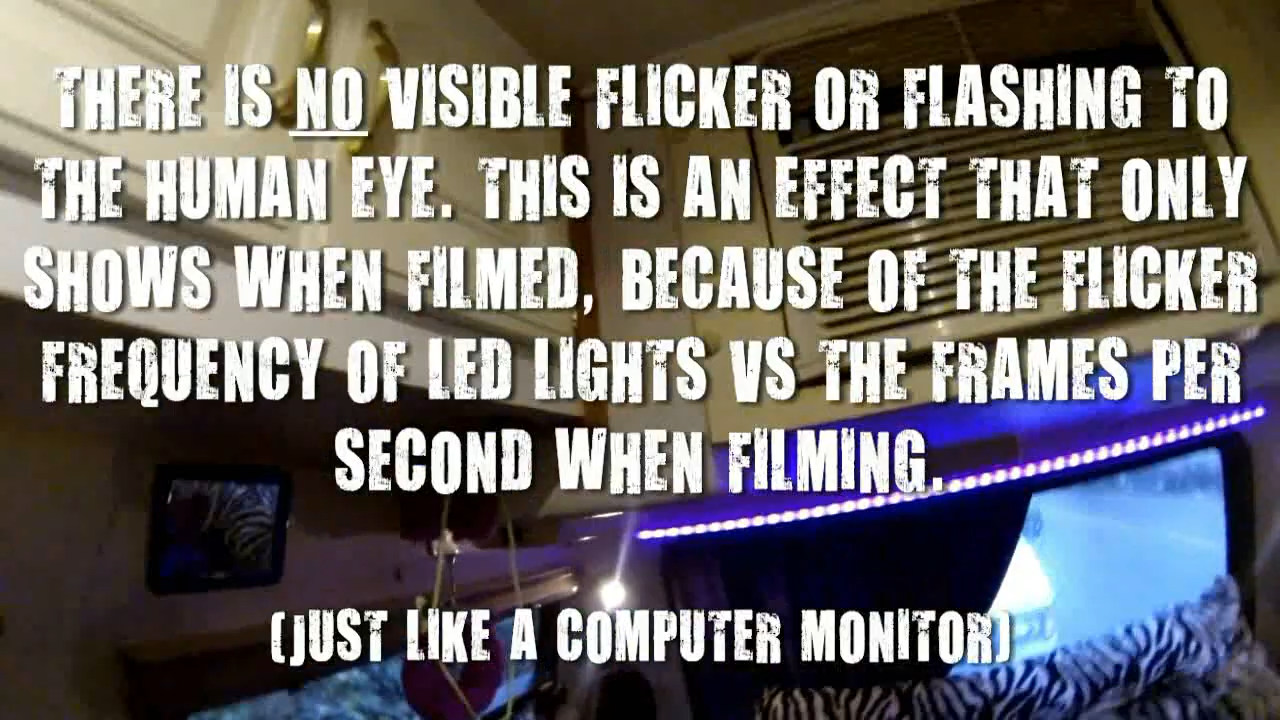 THERE IS NO VISIBLE FLICKER OR FLASHING TO
THE HUMAN EYE. THIS IS AN EFFECT THAT ONLY
SHOWS WHEN FILMED, BECAUSE OF THE FLICKER
FREQUENCY OF LED LIGHTS VS THE FRAMES PER
SECOND WHEN FILMING.
(JUST LIKE A COMPUTER MONITOR)